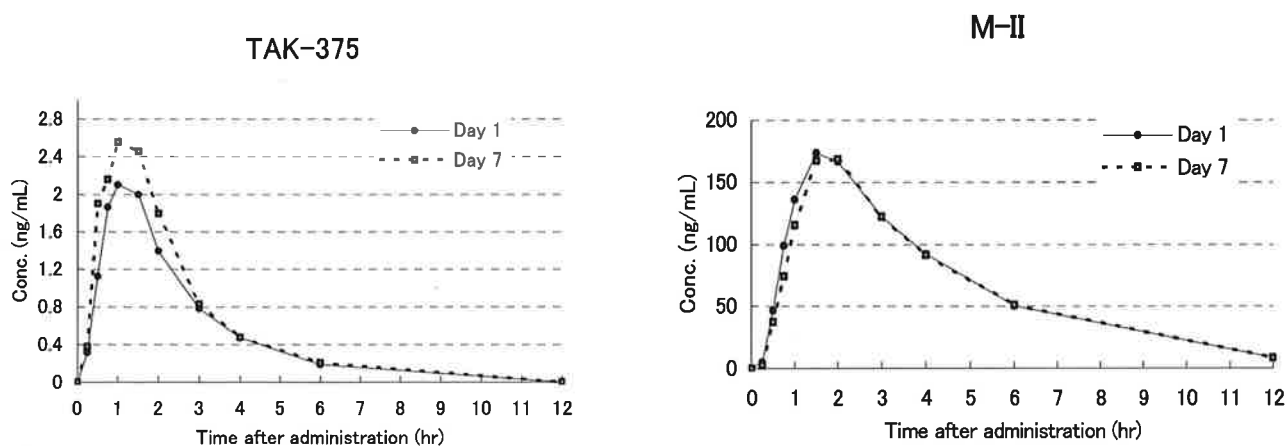 TAK-375
Conc. (ng/mL)
2.8
2.4
2
1.6
1.2
0.8
0.4
0
Day 1
Day 7
0 1 2 3 4 5 6 7 8 9 10 11 12
Time after administration (hr)
M-II
Conc. (ng/mL)
200
150
100
50
0
Day 1
Day 7
0 1 2 3 4 5 6 7 8 9 10 11 12
Time after administration (hr)